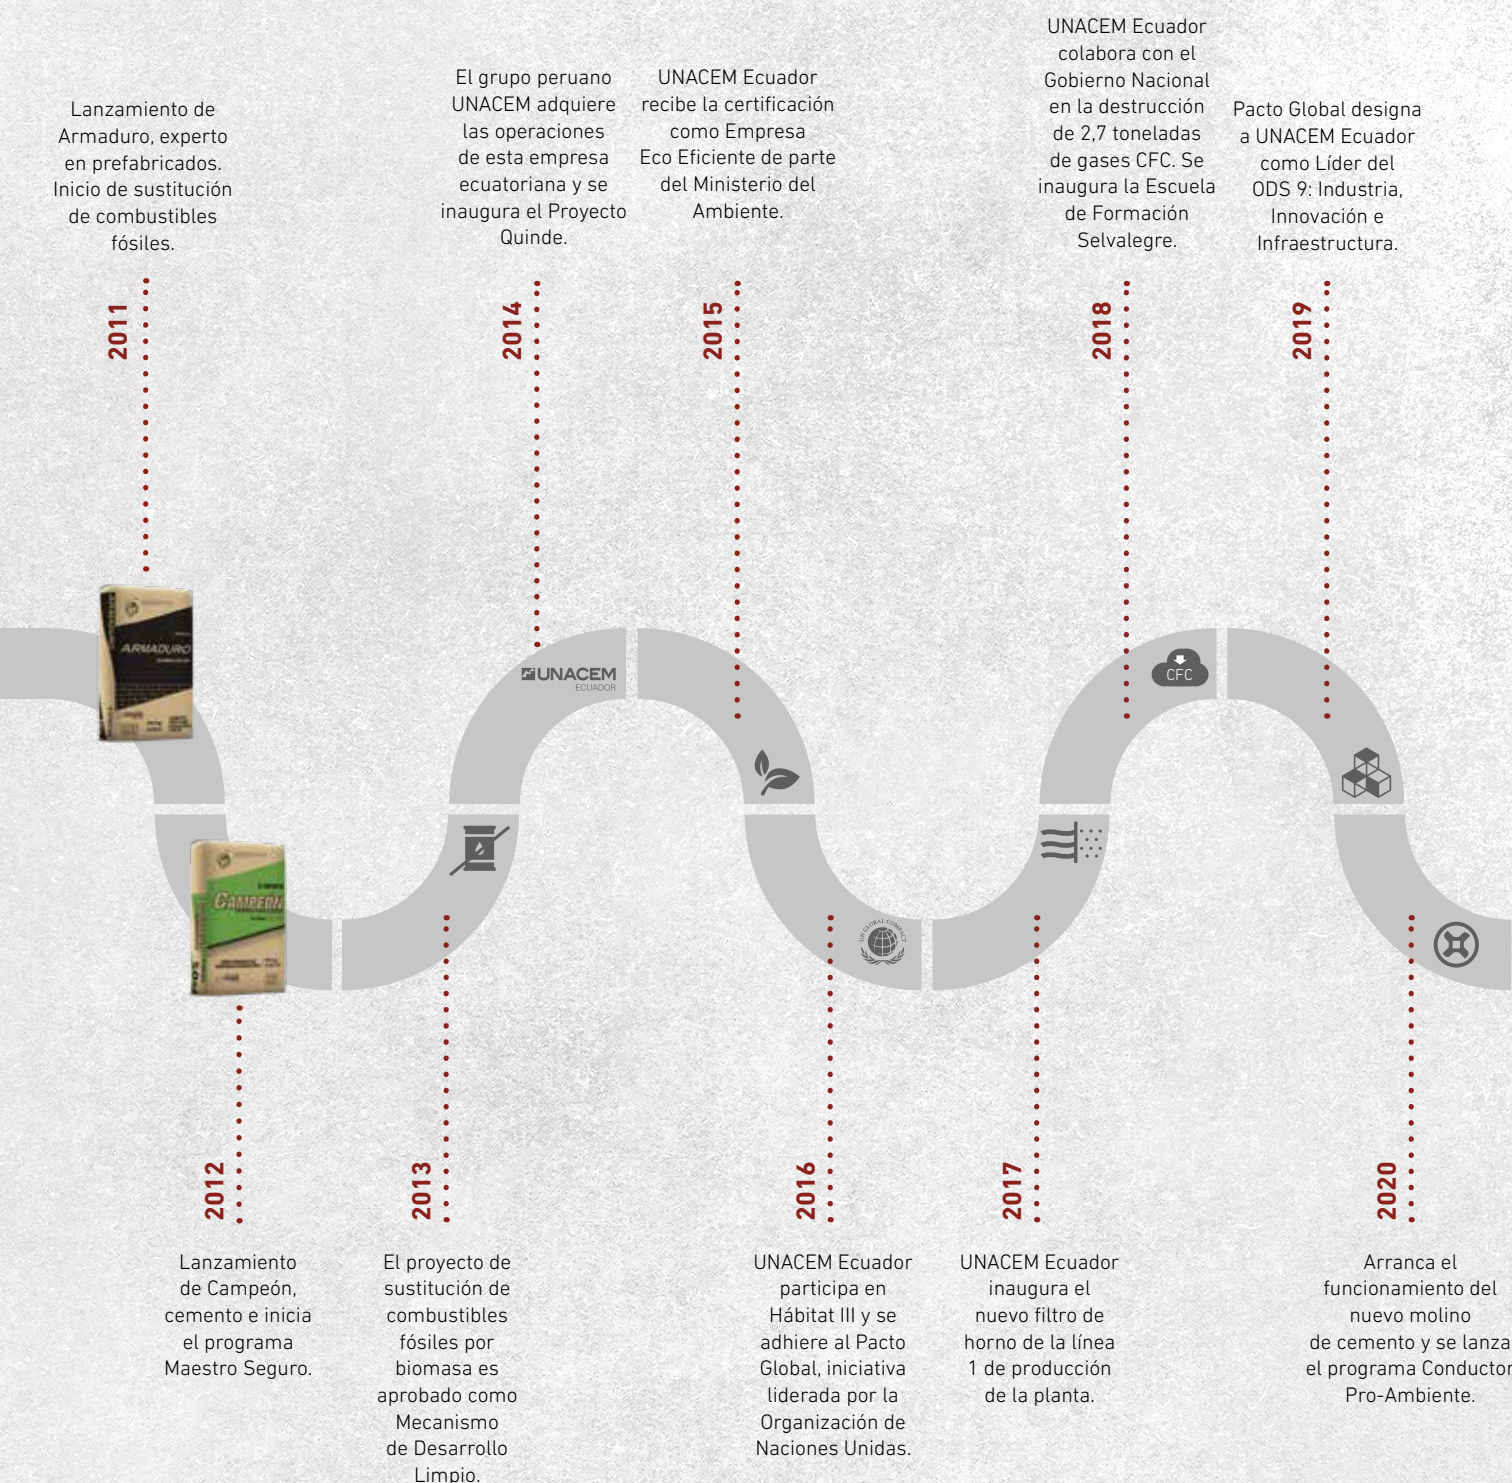 Lanzamiento de
Armaduro, experto
en prefabricados.
Inicio de sustitución
de combustibles
fósiles.
2011
El grupo peruano
UNACEM adquiere
las operaciones
de esta empresa
ecuatoriana y se
inaugura el Proyecto
Quinde.
2014
UNACEM Ecuador
recibe la certificación
como Empresa
Eco Eficiente de parte
del Ministerio del
Ambiente.
2015
UNACEM Ecuador
colabora con el
Gobierno Nacional
en la destrucción
de 2,7 toneladas
de gases CFC. Se
inaugura la Escuela
de Formación
Selvalegre.
2018
Pacto Global designa
a UNACEM Ecuador
como Líder del
ODS 9: Industria,
Innovación e
Infraestructura.
2019
ARMADURO
UNACEM
ECUADOR
CFC
CAMPEÓN
UN GLOBAL COMPACT
2012
Lanzamiento
de Campeón,
cemento e inicia
el programa
Maestro Seguro.
2013
El proyecto de
sustitución de
combustibles
fósiles por
biomasa es
aprobado como
Mecanismo
de Desarrollo
Limpio.
2016
UNACEM Ecuador
participa en
Hábitat III y se
adhiere al Pacto
Global, iniciativa
liderada por la
Organización de
Naciones Unidas.
2017
UNACEM Ecuador
inaugura el
nuevo filtro de
horno de la línea
1 de producción
de la planta.
2020
Arranca el
funcionamiento del
nuevo molino
de cemento y se lanza
el programa Conductor
Pro-Ambiente.